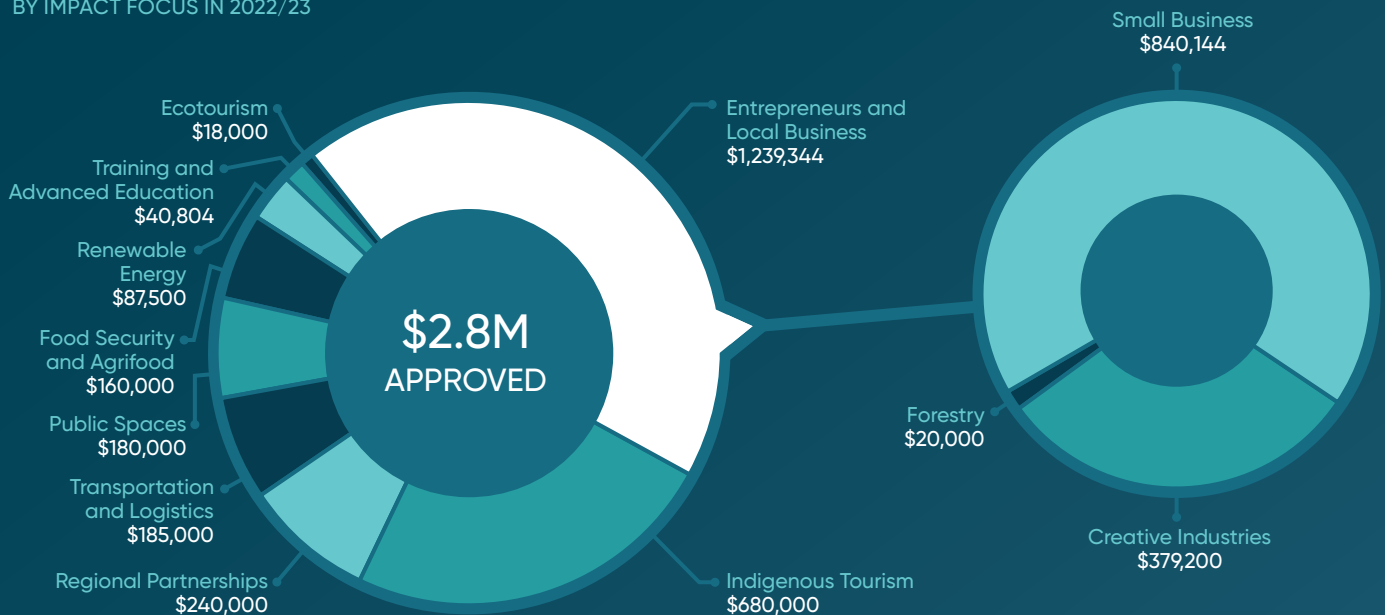 BY IMPACT FOCUS IN 2022/23
Ecotourism
$18,000
Training and
Advanced Education
$40,804
Renewable
Energy
$87,500
Food Security
and Agrifood
$160,000
Public Spaces
$180,000
Transportation
and Logistics
$185,000
Regional Partnerships
$240,000
$2.8M
APPROVED
Entrepreneurs and
Local Business
$1,239,344
Indigenous Tourism
$680,000
Small Business
$840,144
Forestry
$20,000
Creative Industries
$379,200